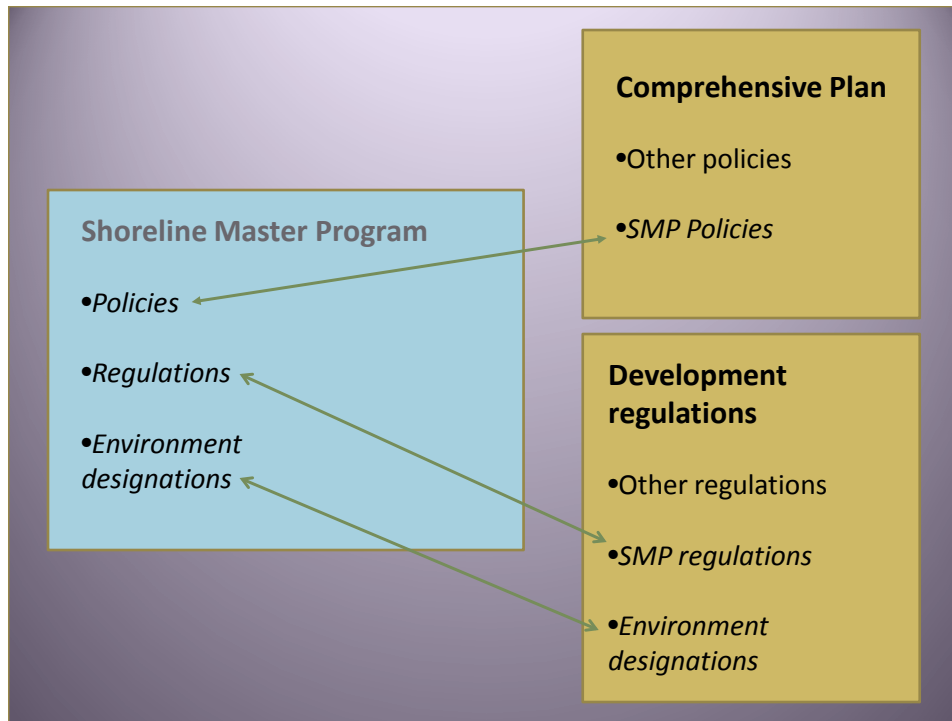 Shoreline Master Program
•Policies
•Regulations
•Environment
designations
Comprehensive Plan
•Other policies
•SMP Policies
Development
regulations
•Other regulations
•SMP regulations
•Environment
designations